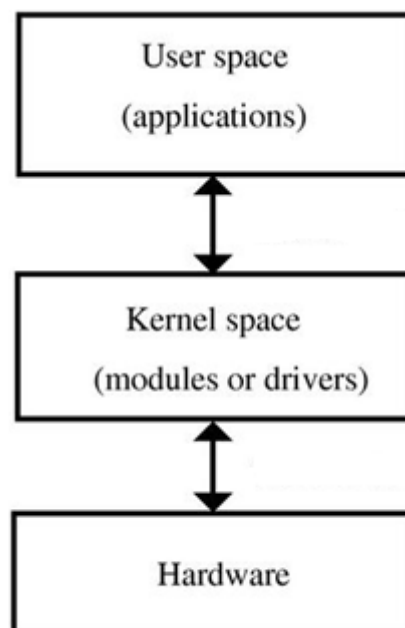 User space
(applications)
Kernel space
(modules or drivers)
Hardware